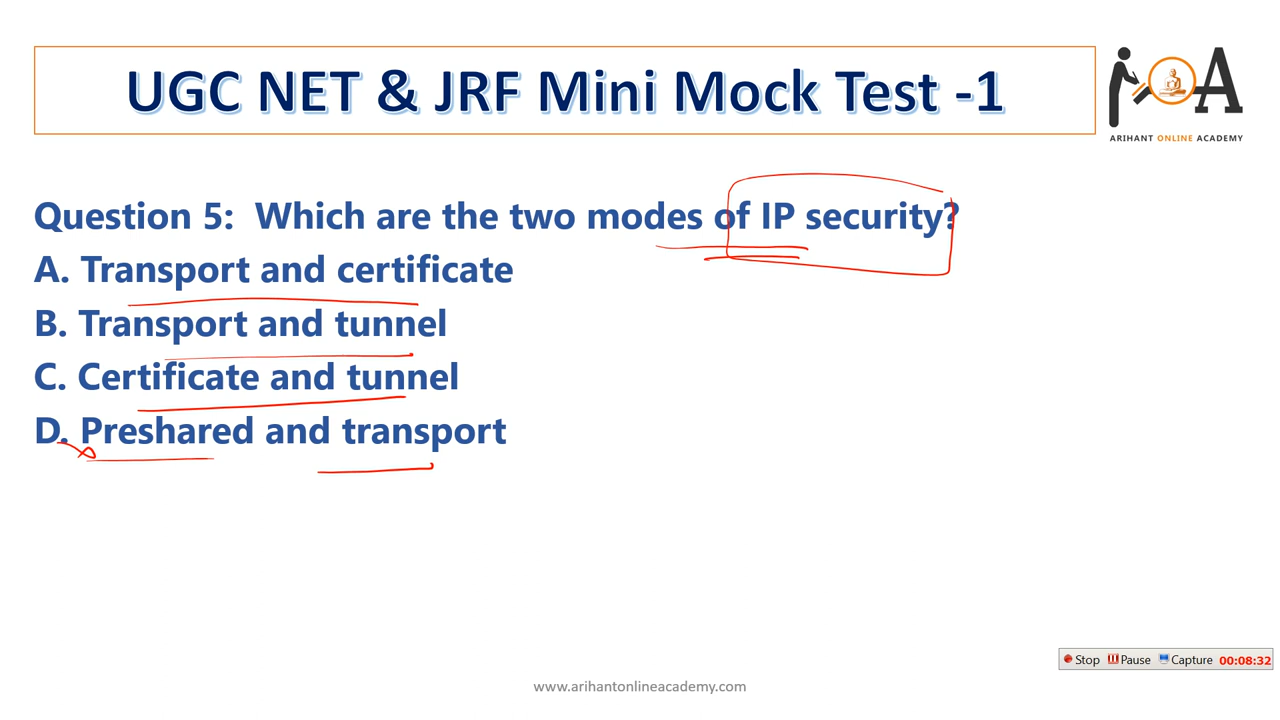 UGC NET & JRF Mini Mock Test -1
A
ARIHANT ONLINE ACADEMY
Question 5: Which are the two modes of IP security?
A. Transport and certificate
B. Transport and tunnel
C. Certificate and tunnel
D. Preshared and transport
Stop Pause Capture 00:08:32
www.arihantonlineacademy.com